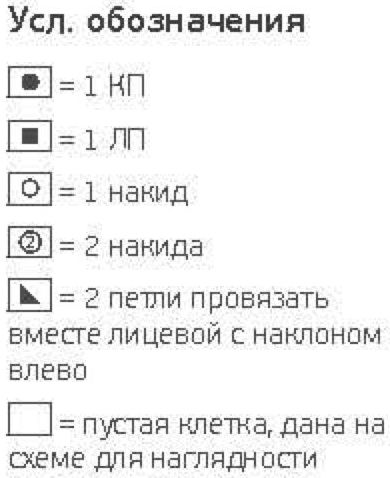 Усл. обозначения
= 1 КП
= 1 ЛП
= 1 накид
2 = 2 накида
= 2 петли провязать
вместе лицевой с наклоном
влево
= пустая клетка, дана на
схеме для наглядности